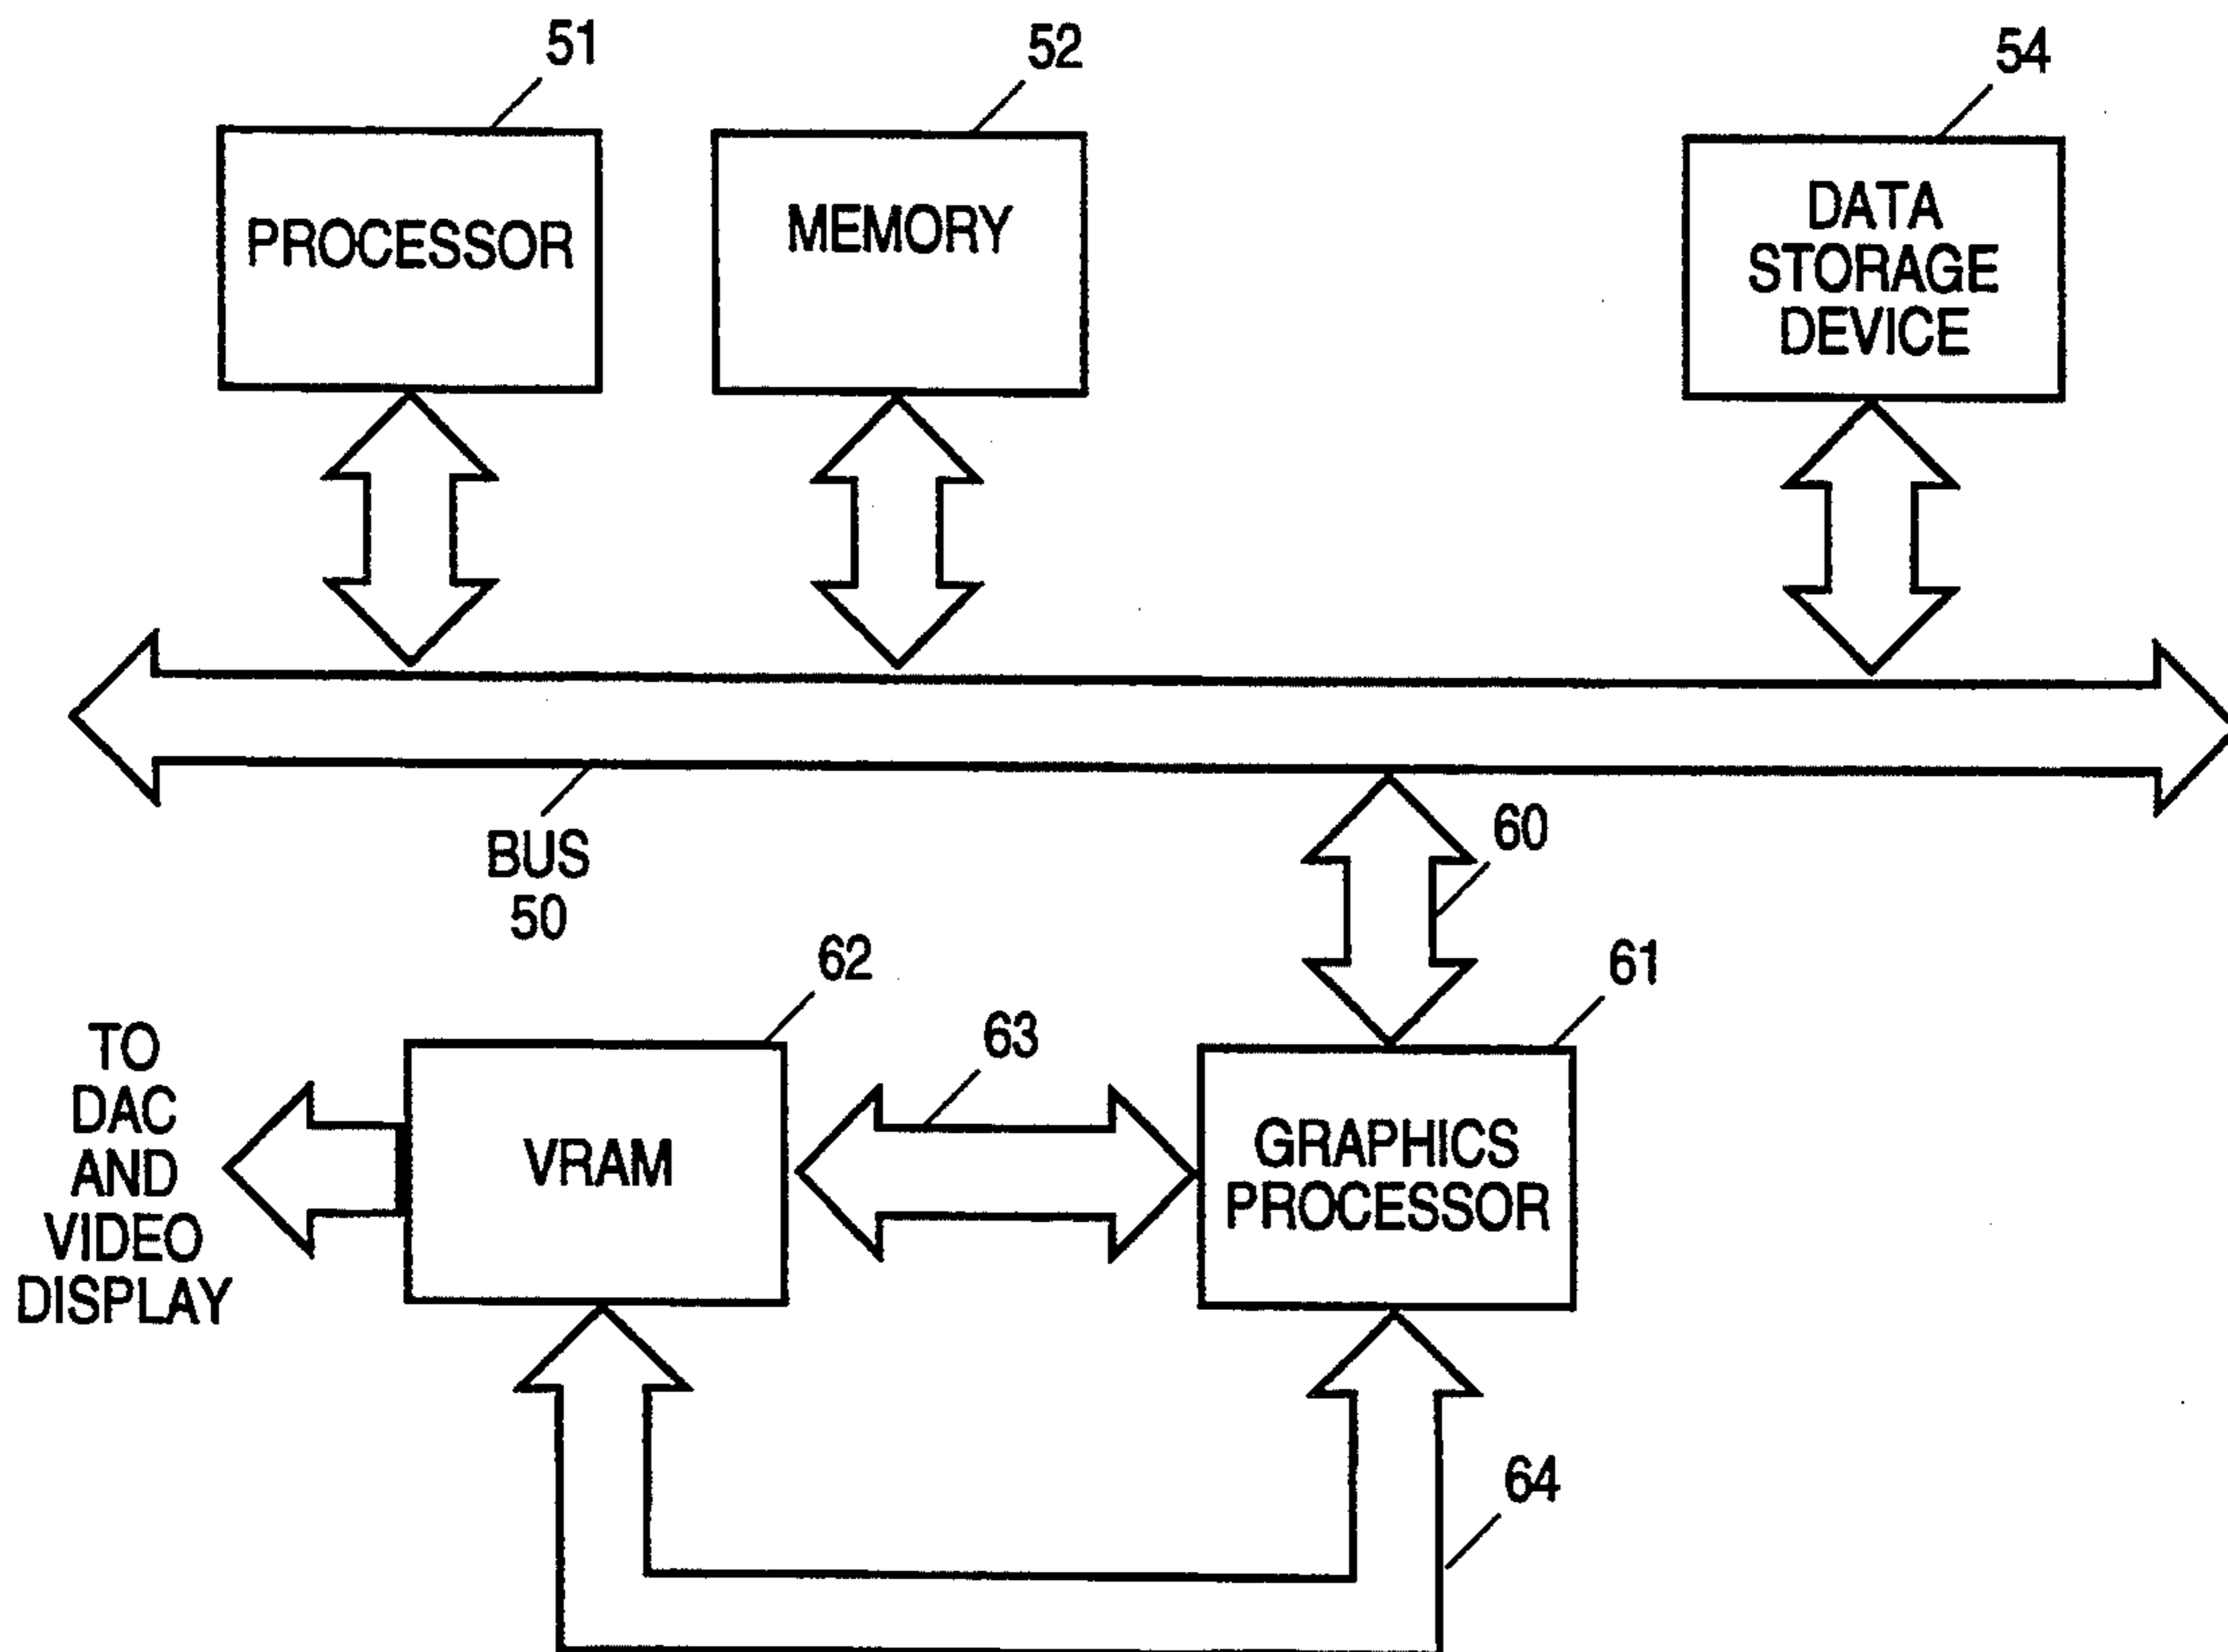 51
52
54
PROCESSOR
MEMORY
DATA
STORAGE
DEVICE
BUS
50
60
62
63
61
TO
DAC
AND
VIDEO
DISPLAY
VRAM
GRAPHICS
PROCESSOR
64